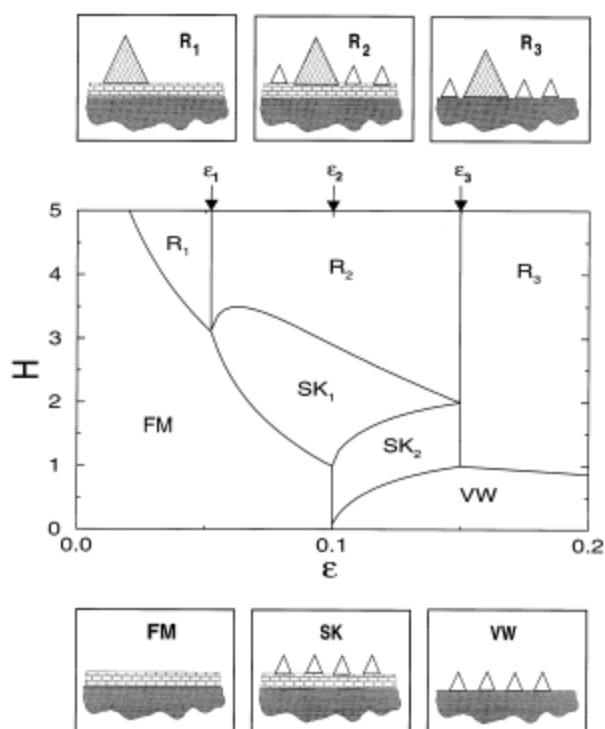 R₁ R₂ R₃
ε₁ ε₂ ε₃
5
R₁ R₂ R₃
4
3
H
SK₁
2
FM
SK₂
1
VW
0
0.0 0.1 0.2
ε
FM SK VW